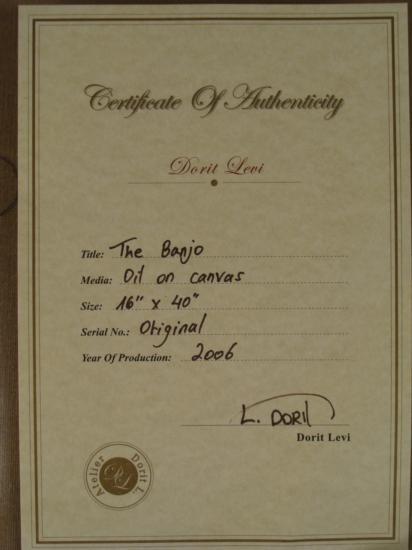 Certificate Of Authenticity
Dorit Levi
Title: The Banjo
Media: Oil on canvas
Size: 16" x 40"
Serial No.: Original
Year Of Production: 2006
L. DORIT
Dorit Levi
Atelier Dorit L.
DL